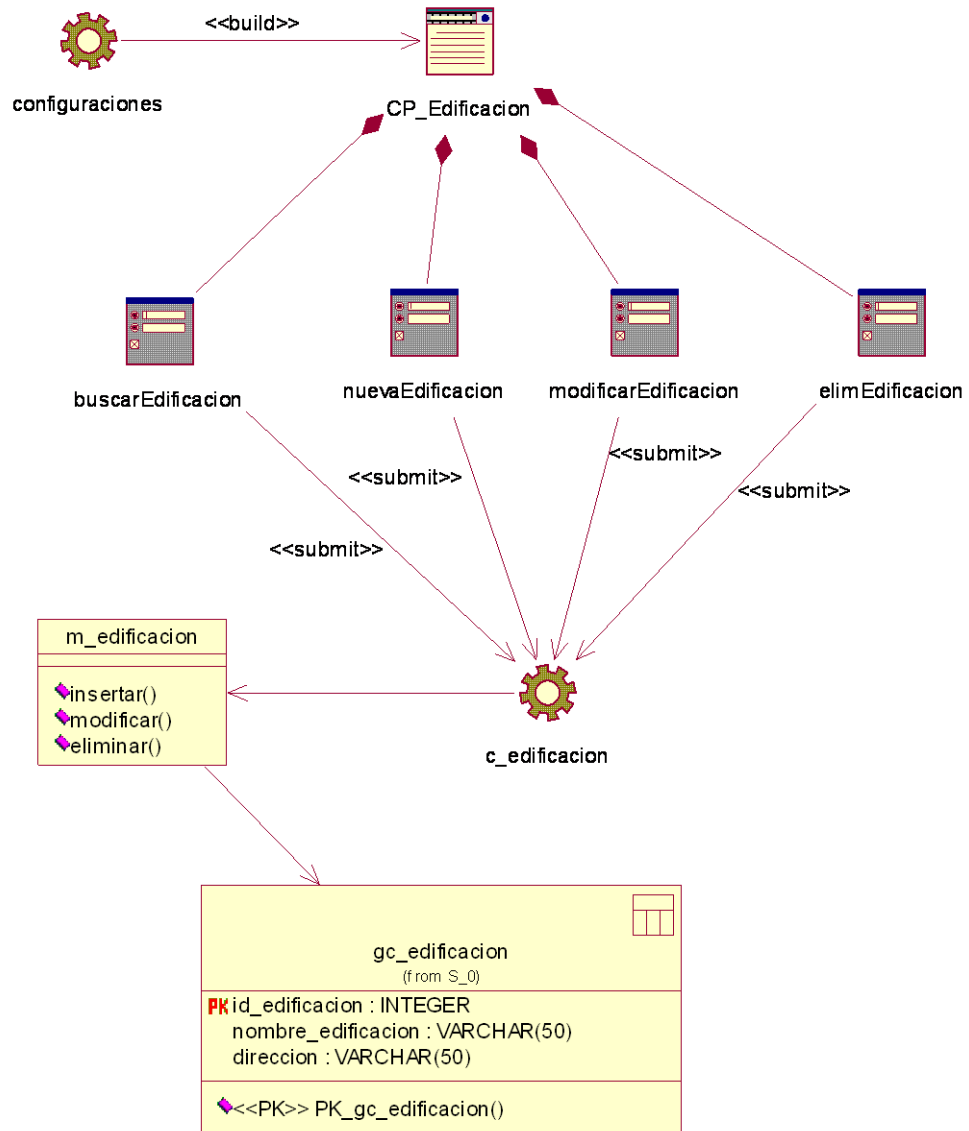 <<build>>
configuraciones
CP_Edificacion
buscarEdificacion
nuevaEdificacion
modificarEdificacion
elimEdificacion
<<submit>>
<<submit>>
<<submit>>
<<submit>>
m_edificacion
insertar()
modificar()
eliminar()
c_edificacion
gc_edificacion
(from S_0)
PK id_edificacion : INTEGER
nombre_edificacion : VARCHAR(50)
direccion : VARCHAR(50)
<<PK>> PK_gc_edificacion()